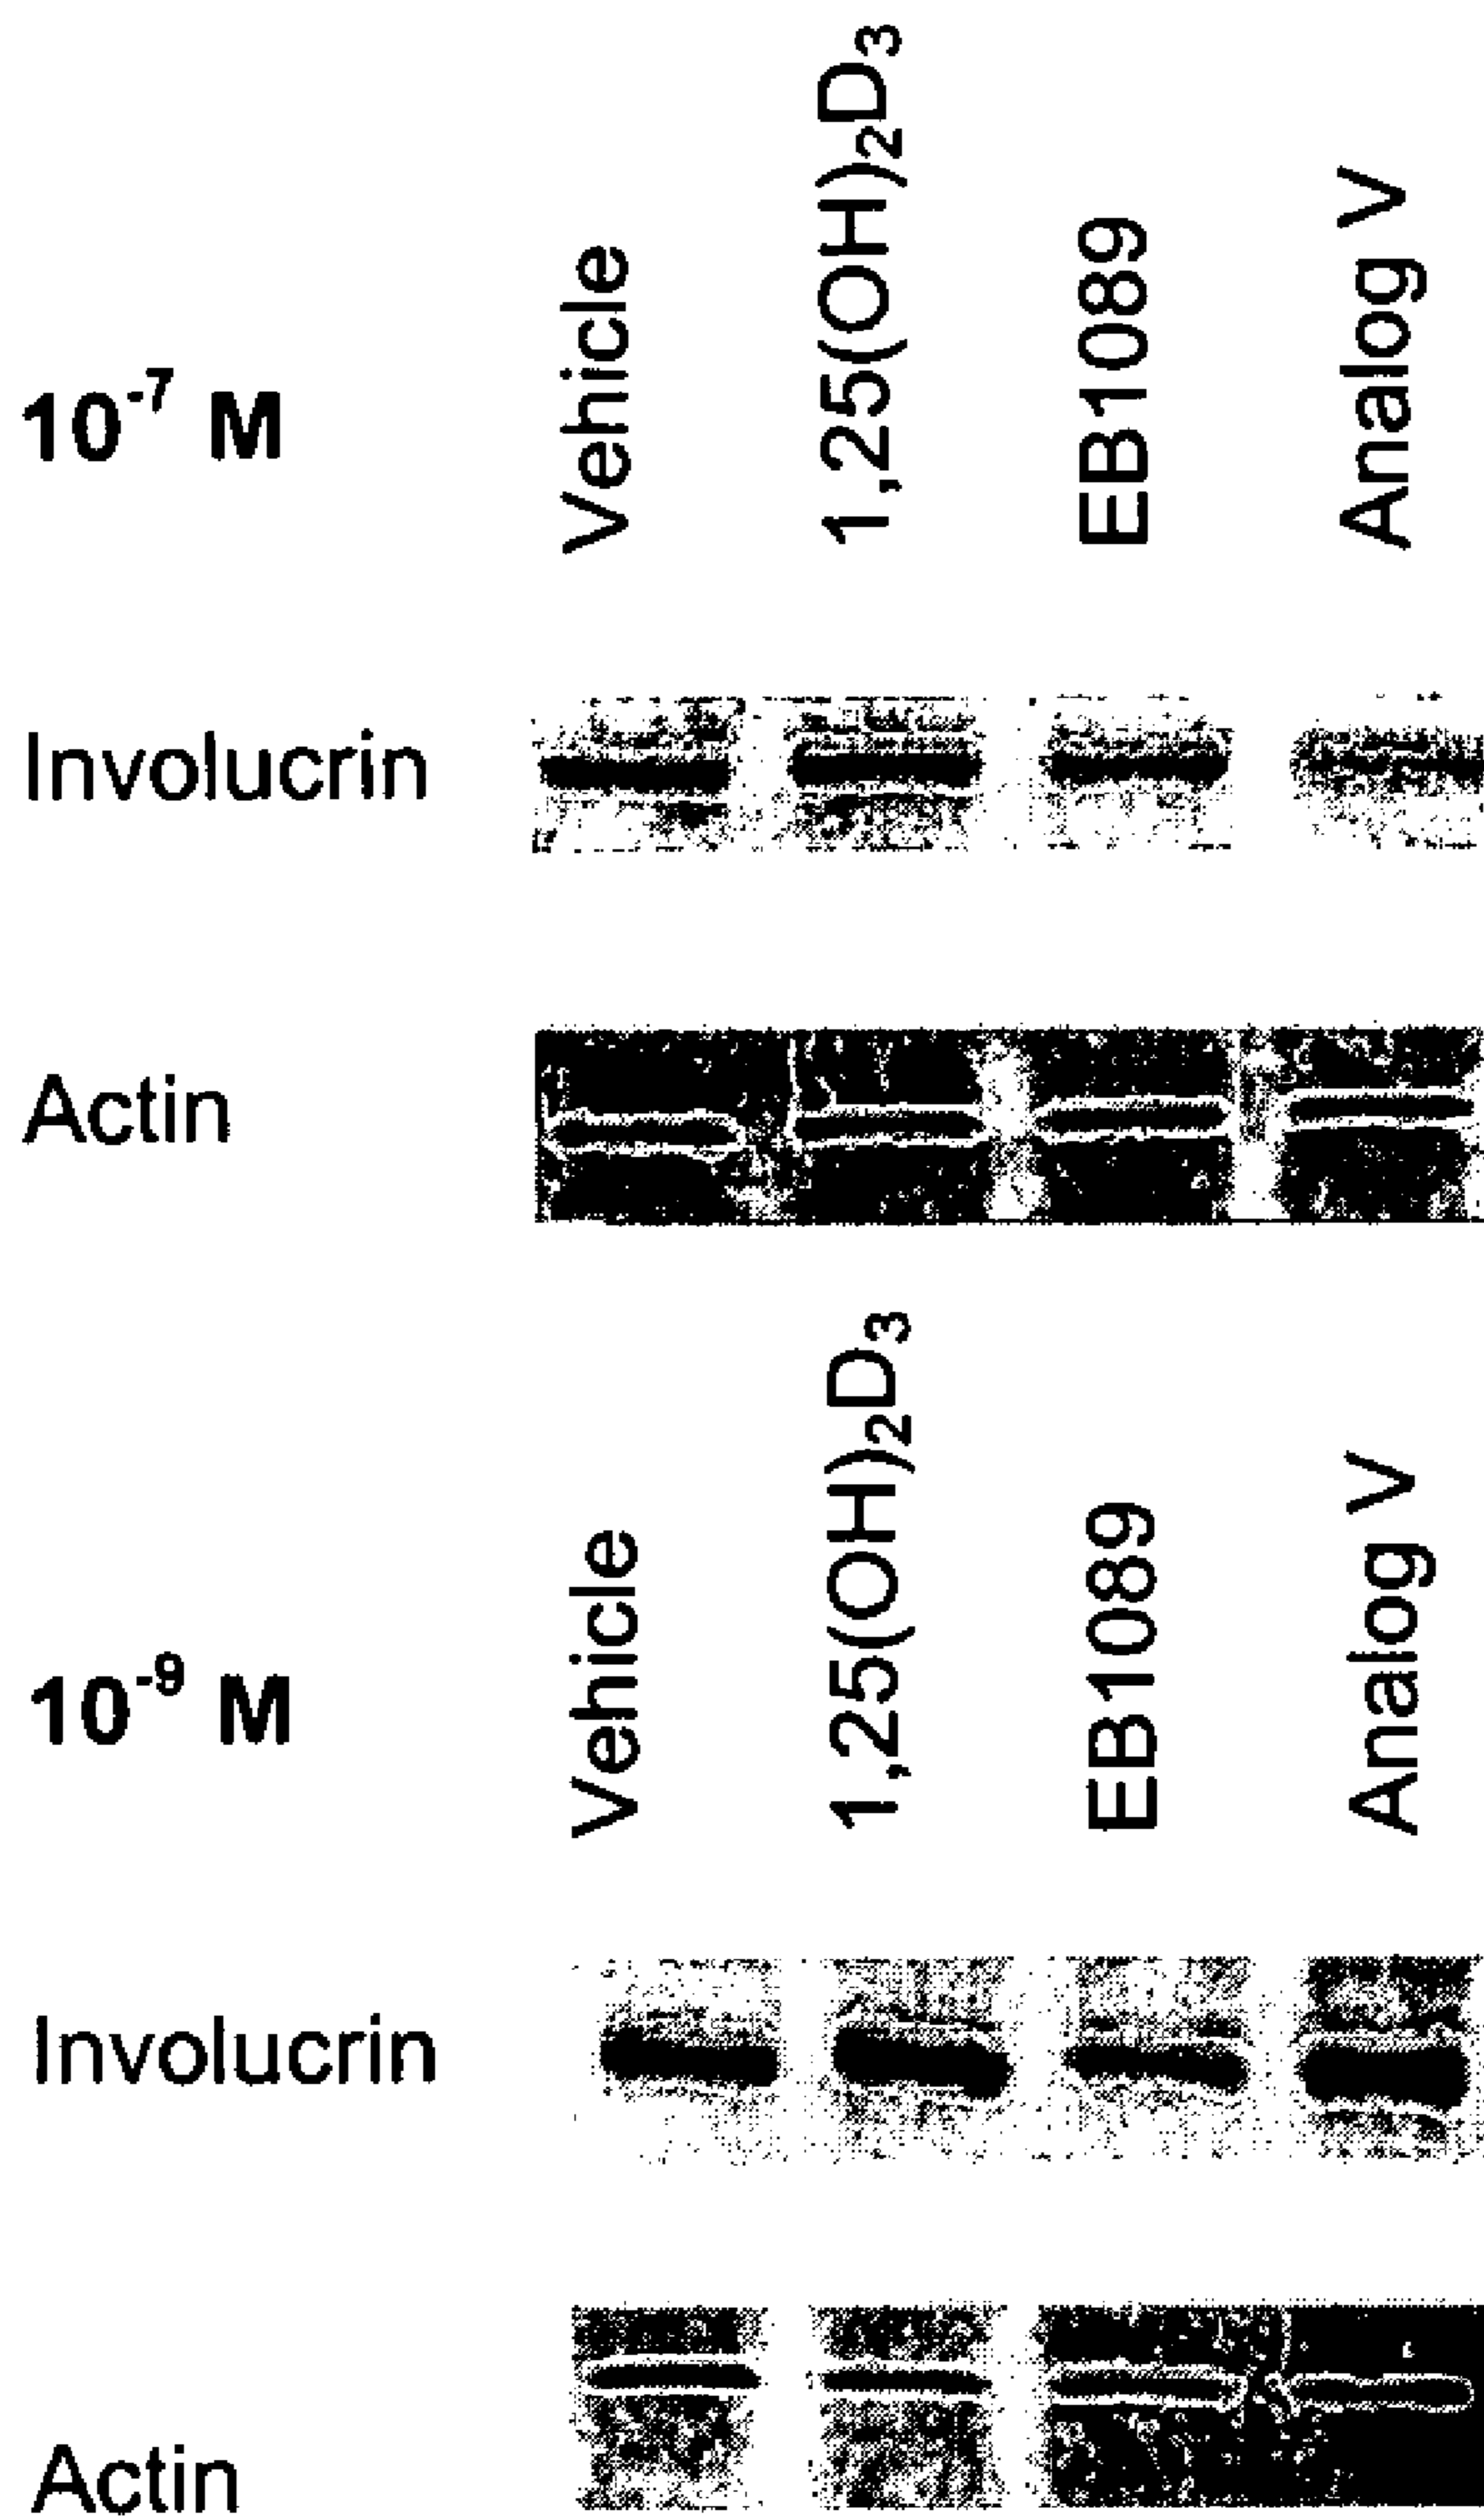 10⁻⁷ M
Vehicle
1,25(OH)₂D₃
EB1089
Analog V
Involucrin
Actin
10⁻⁹ M
Vehicle
1,25(OH)₂D₃
EB1089
Analog V
Involucrin
Actin